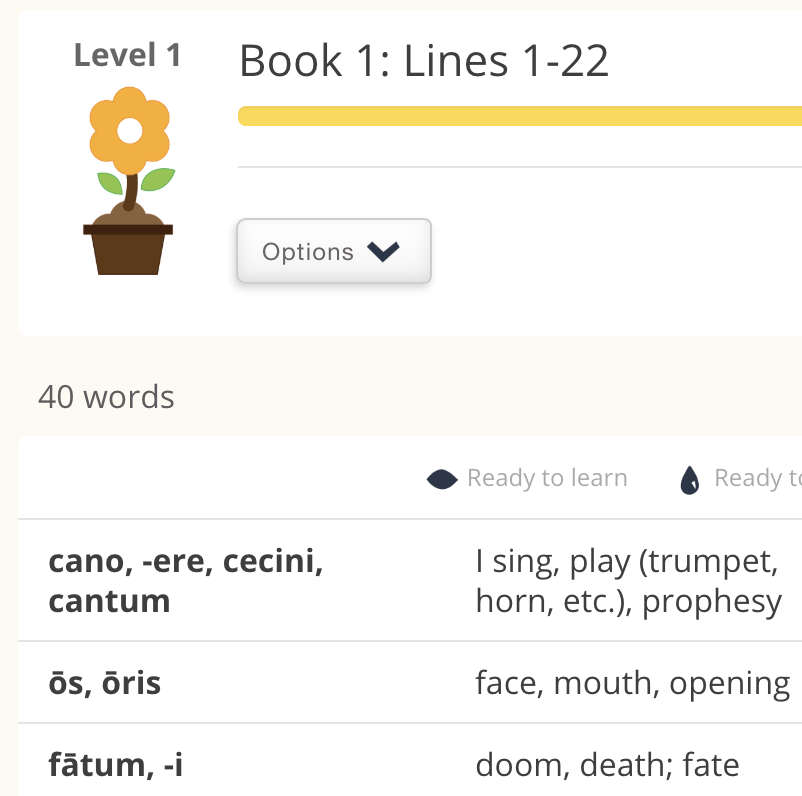 Level 1
Book 1: Lines 1-22
Options
40 words
Ready to learn
Ready
cano, -ere, cecini,
cantum
I sing, play (trumpet,
horn, etc.), prophesy
ōs, ōris
face, mouth, opening
fātum, -i
doom, death; fate